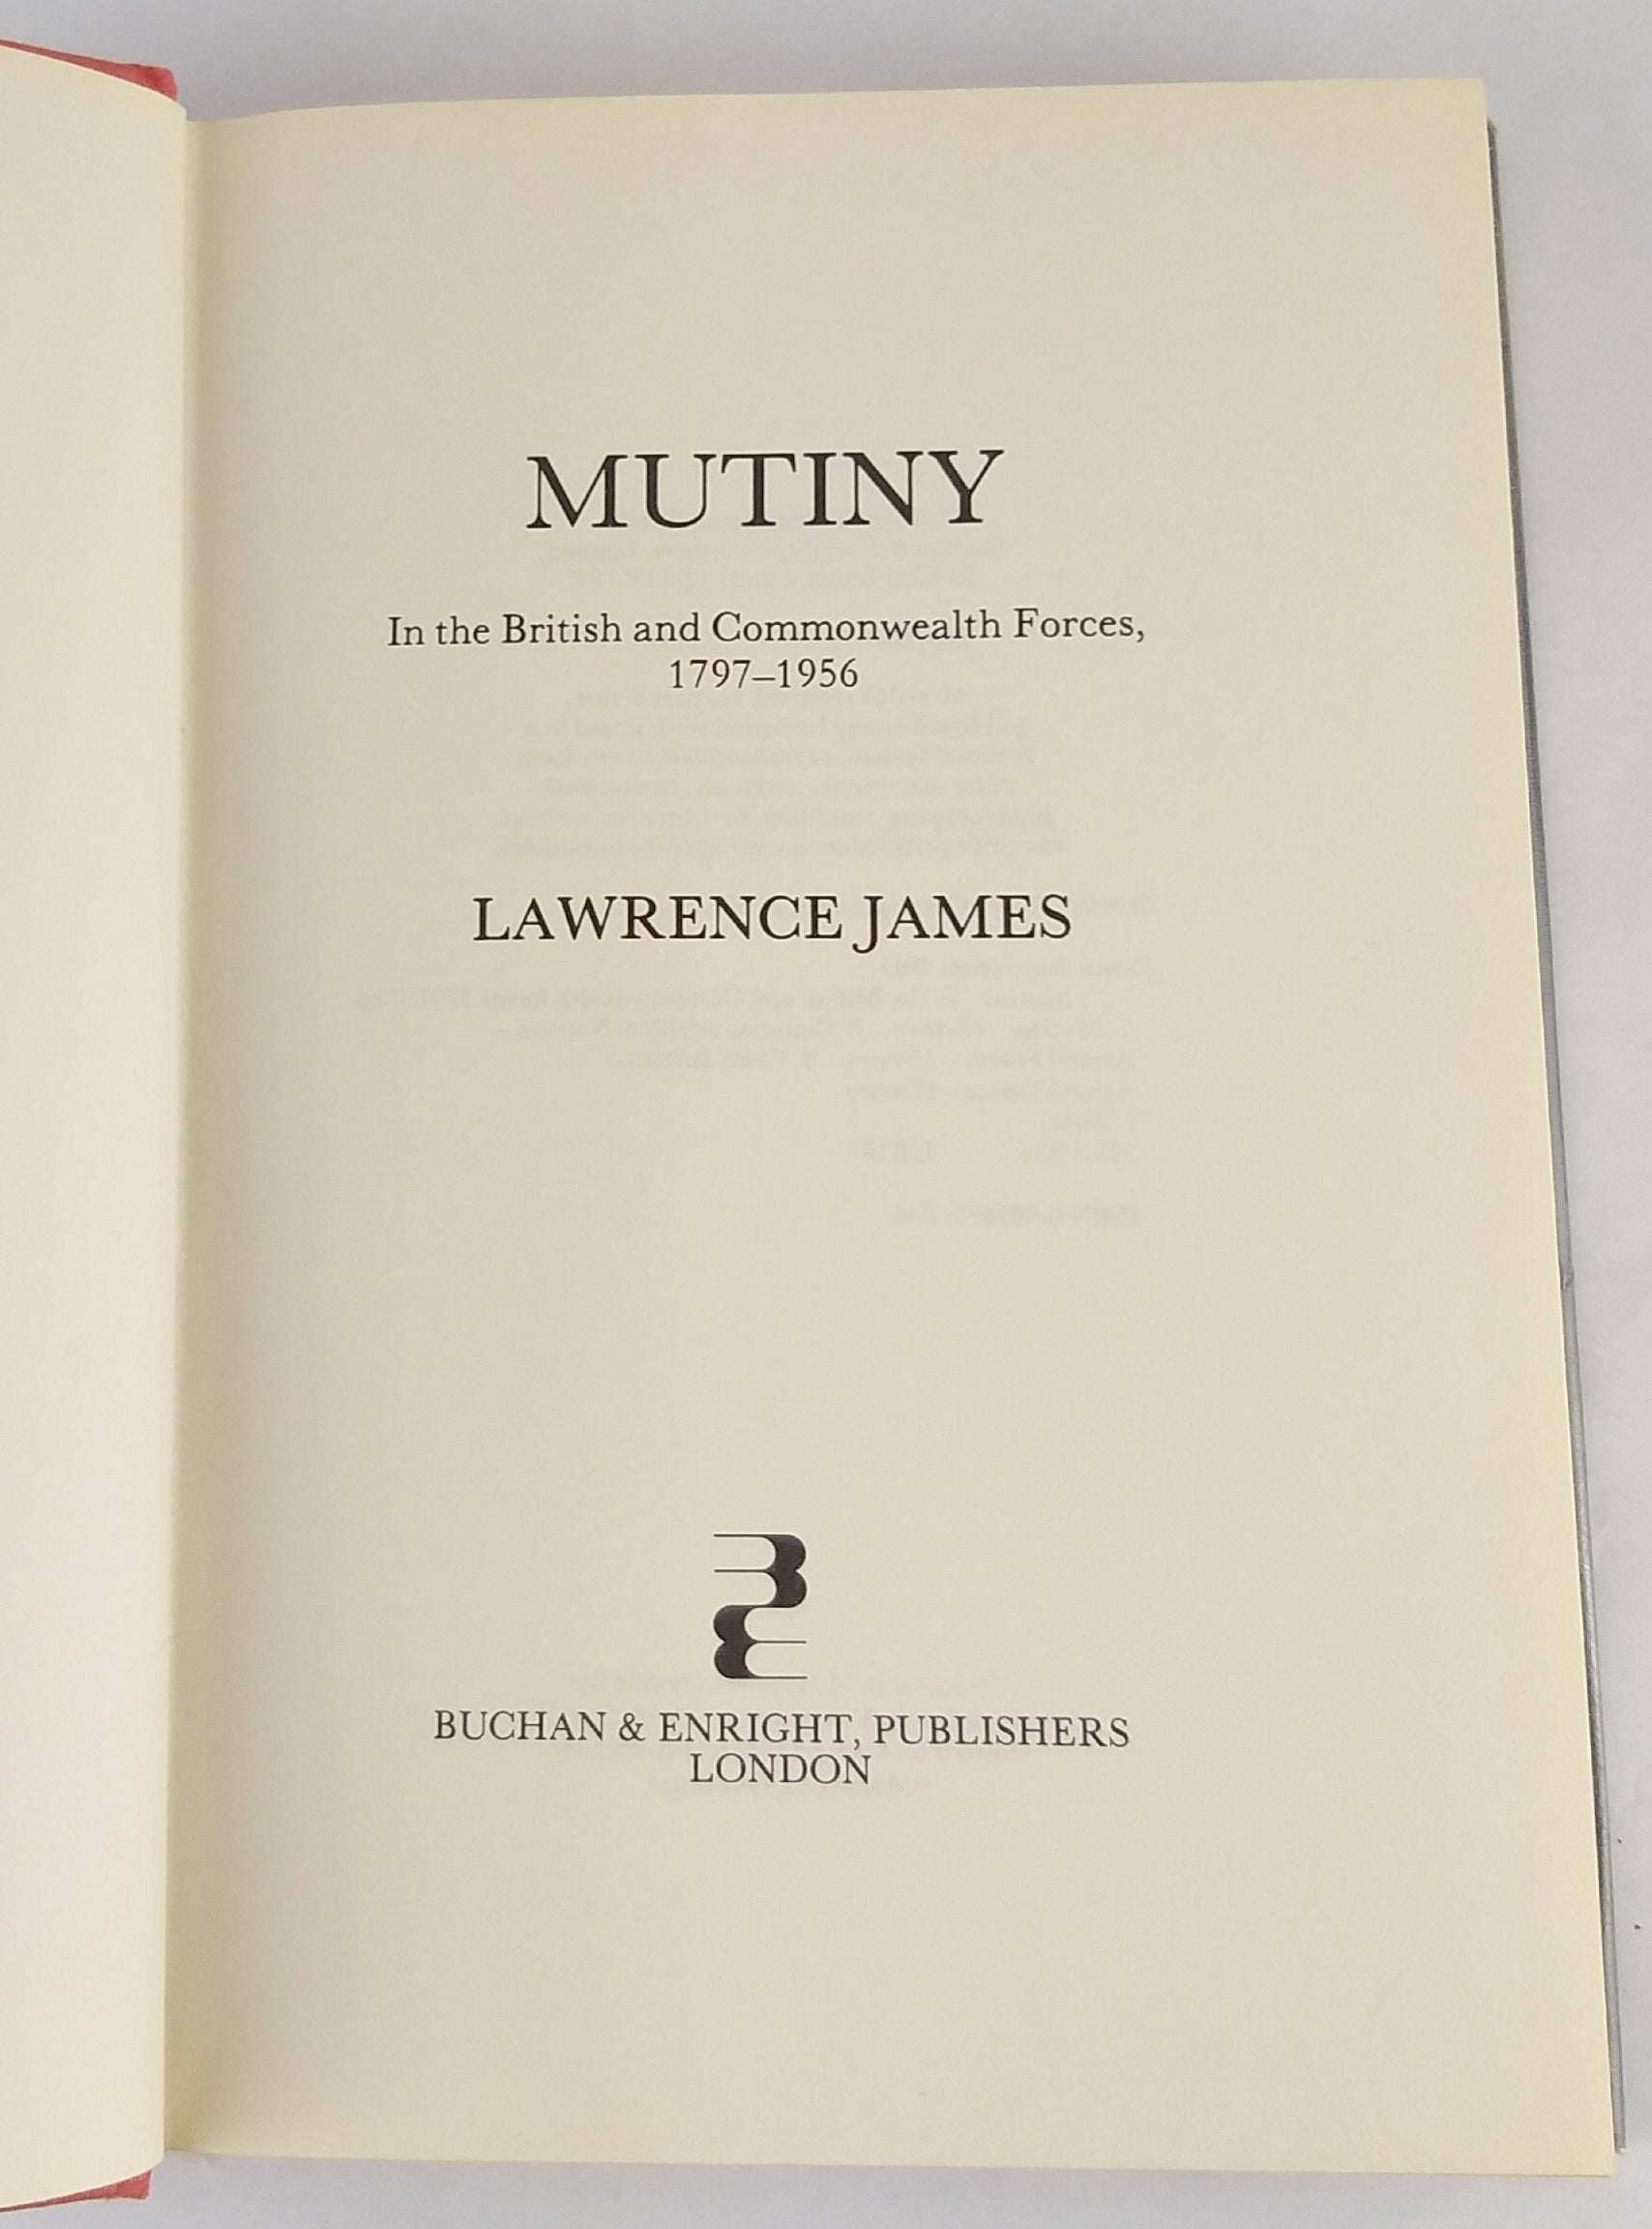 MUTINY
In the British and Commonwealth Forces,
1797–1956
LAWRENCE JAMES
BUCHAN & ENRIGHT, PUBLISHERS
LONDON